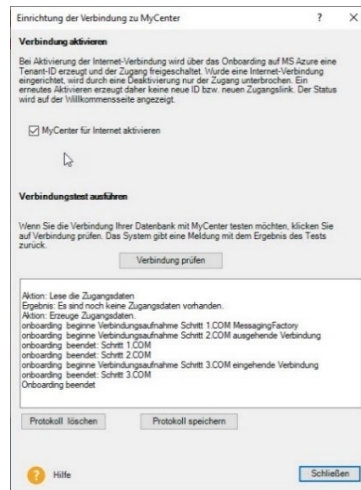 Einrichtung der Verbindung zu MyCenter
Verbindung aktivieren
Bei Aktivierung der Internet-Verbindung wird über das Onboarding auf MS Azure eine
Tenant-ID erzeugt und der Zugang freigeschaltet. Wurde eine Internet-Verbindung
eingerichtet, wird durch eine Deaktivierung nur der Zugang unterbrochen. Ein
erneutes Aktivieren erzeugt daher keine neue ID bzw. neuen Zugangslink. Der Status
wird auf der Willkommensseite angezeigt.
MyCenter für Internet aktivieren
Verbindungstest ausführen
Wenn Sie die Verbindung Ihrer Datenbank mit MyCenter testen möchten, klicken Sie
auf Verbindung prüfen. Das System gibt eine Meldung mit dem Ergebnis des Tests
zurück.
Verbindung prüfen
Aktion: Lese die Zugangsdaten
Ergebnis: Es sind noch keine Zugangsdaten vorhanden.
Aktion: Erzeuge Zugangsdaten.
onboarding beginne Verbindungsaufnahme Schritt 1.COM MessagingFactory
onboarding beginne Verbindungsaufnahme Schritt 2.COM ausgehende Verbindung
onboarding beendet: Schritt 1.COM
onboarding beendet: Schritt 2.COM
onboarding beginne Verbindungsaufnahme Schritt 3.COM eingehende Verbindung
onboarding beendet: Schritt 3.COM
Onboarding beendet
Protokoll löschen
Protokoll speichern
Hilfe
Schließen